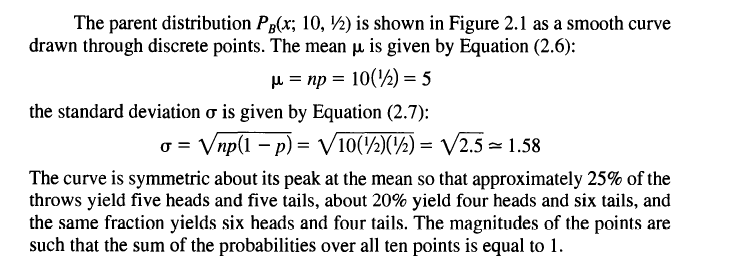 The parent distribution P_B(x; 10, ½) is shown in Figure 2.1 as a smooth curve
drawn through discrete points. The mean μ is given by Equation (2.6):
μ = np = 10(½) = 5
the standard deviation σ is given by Equation (2.7):
σ = √np(1 − p) = √10(½)(½) = √2.5 ≃ 1.58
The curve is symmetric about its peak at the mean so that approximately 25% of the
throws yield five heads and five tails, about 20% yield four heads and six tails, and
the same fraction yields six heads and four tails. The magnitudes of the points are
such that the sum of the probabilities over all ten points is equal to 1.